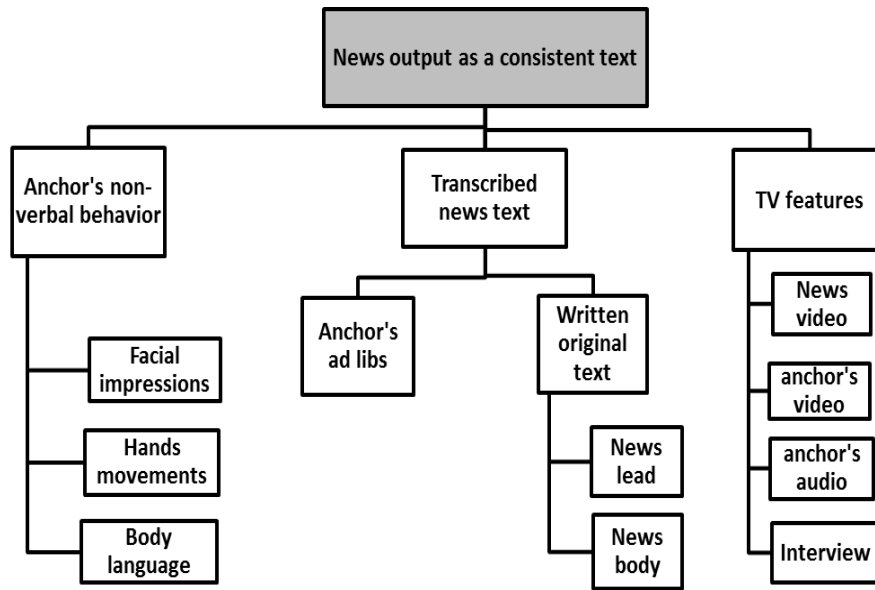 News output as a consistent text
Anchor's non-
verbal behavior
Transcribed
news text
TV features
Anchor's
ad libs
Written
original
text
Facial
impressions
Hands
movements
Body
language
News
lead
News
body
News
video
anchor's
video
anchor's
audio
Interview